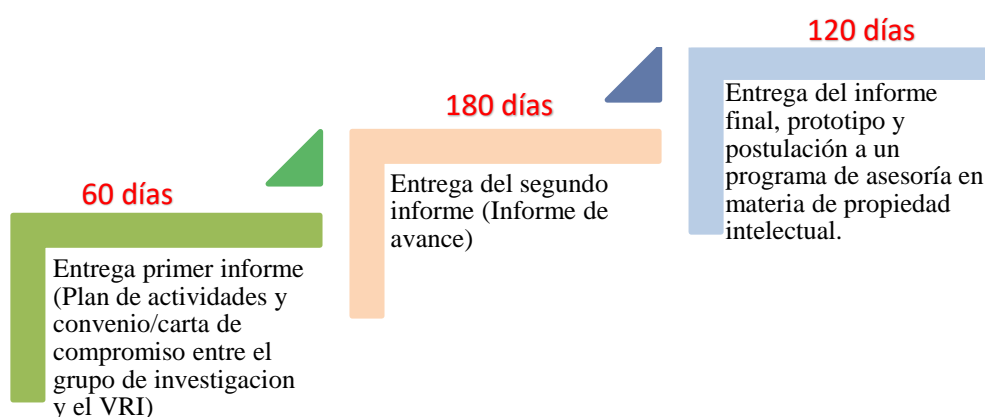 60 días
Entrega primer informe
(Plan de actividades y
convenio/carta de
compromiso entre el
grupo de investigacion
y el VRI)
180 días
Entrega del segundo
informe (Informe de
avance)
120 días
Entrega del informe
final, prototipo y
postulación a un
programa de asesoría en
materia de propiedad
intelectual.